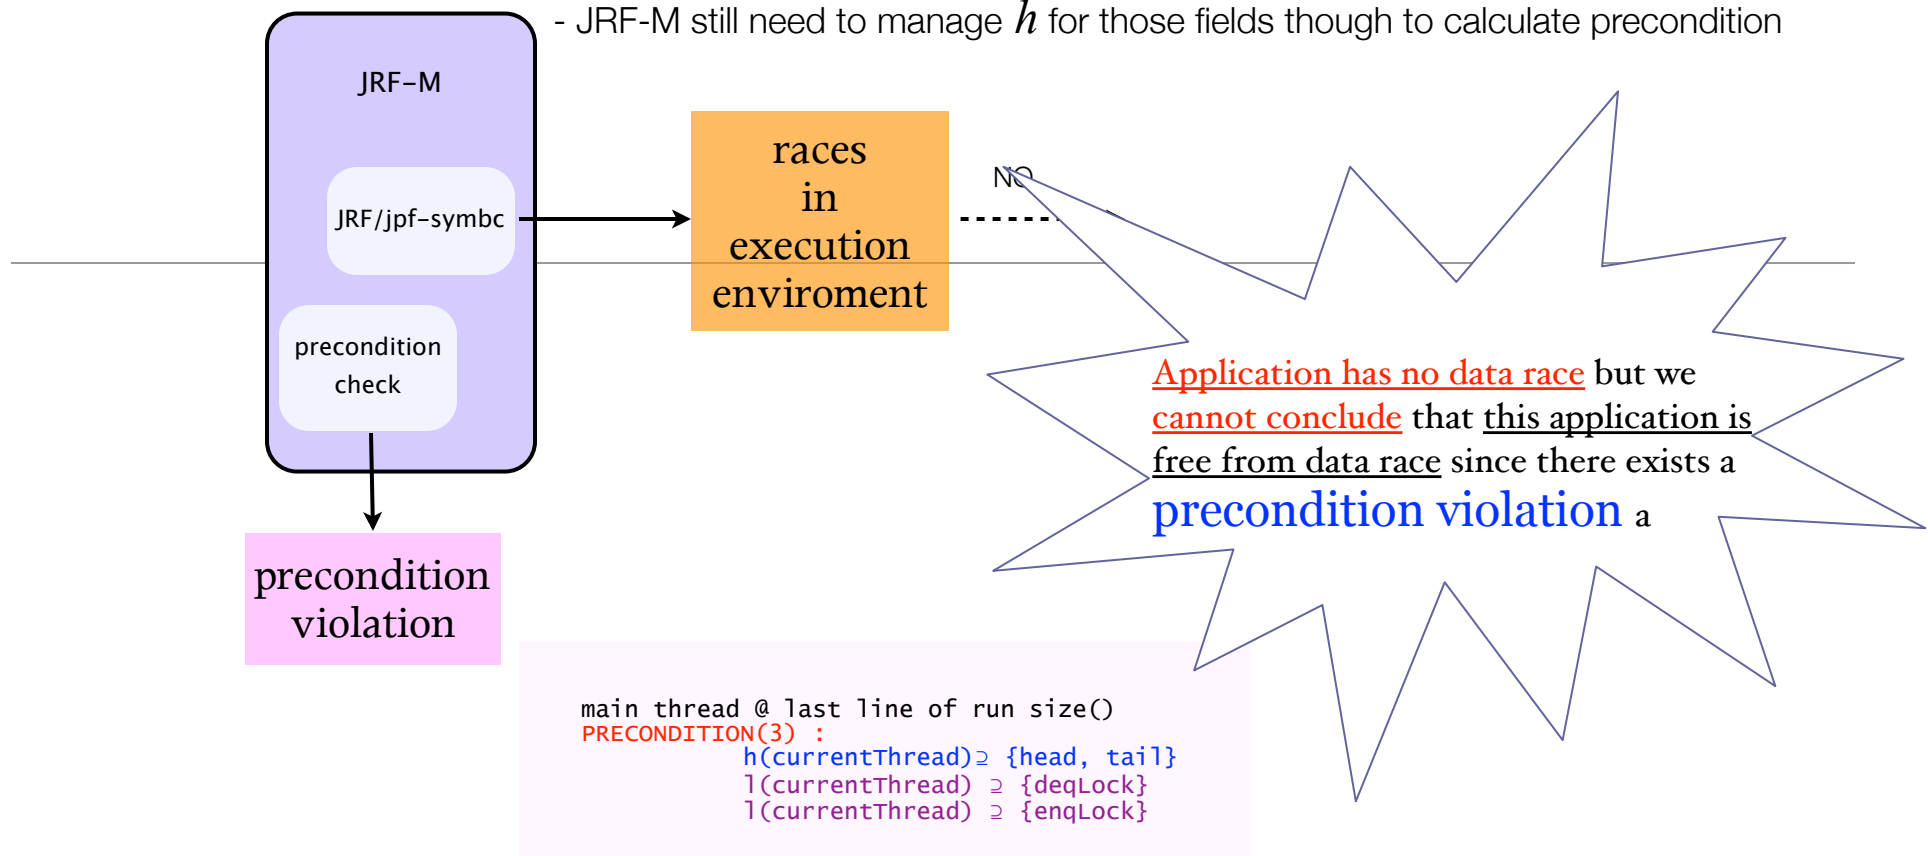 - JRF-M still need to manage h for those fields though to calculate precondition
JRF-M
JRF/jpf-symbc
precondition
check
races
in
execution
enviroment
NO
Application has no data race but we
cannot conclude that this application is
free from data race since there exists a
precondition violation a
precondition
violation
main thread @ last line of run size()
PRECONDITION(3) :
h(currentThread)⊇ {head, tail}
l(currentThread) ⊇ {deqLock}
l(currentThread) ⊇ {enqLock}